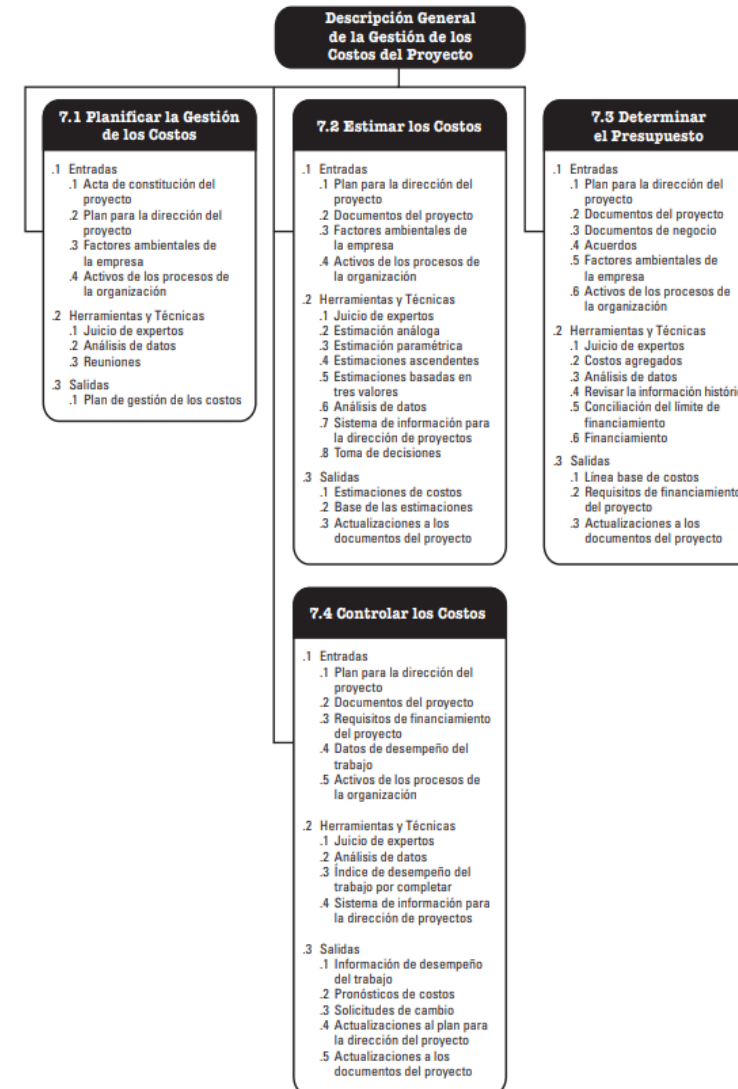 Descripción General
de la Gestión de los
Costos del Proyecto
7.1 Planificar la Gestión
de los Costos
.1 Entradas
.1 Acta de constitución del
proyecto
.2 Plan para la dirección del
proyecto
.3 Factores ambientales de
la empresa
.4 Activos de los procesos de
la organización
.2 Herramientas y Técnicas
.1 Juicio de expertos
.2 Análisis de datos
.3 Reuniones
.3 Salidas
.1 Plan de gestión de los costos
7.2 Estimar los Costos
.1 Entradas
.1 Plan para la dirección del
proyecto
.2 Documentos del proyecto
.3 Factores ambientales de
la empresa
.4 Activos de los procesos de
la organización
.2 Herramientas y Técnicas
.1 Juicio de expertos
.2 Estimación análoga
.3 Estimación paramétrica
.4 Estimaciones ascendentes
.5 Estimaciones basadas en
tres valores
.6 Análisis de datos
.7 Sistema de información para
la dirección de proyectos
.8 Toma de decisiones
.3 Salidas
.1 Estimaciones de costos
.2 Base de las estimaciones
.3 Actualizaciones a los
documentos del proyecto
7.3 Determinar
el Presupuesto
.1 Entradas
.1 Plan para la dirección del
proyecto
.2 Documentos del proyecto
.3 Documentos de negocio
.4 Acuerdos
.5 Factores ambientales de
la empresa
.6 Activos de los procesos de
la organización
.2 Herramientas y Técnicas
.1 Juicio de expertos
.2 Costos agregados
.3 Análisis de datos
.4 Revisar la información
.5 Conciliación del límite de
financiamiento
.6 Financiamiento
.3 Salidas
.1 Línea base de costos
.2 Requisitos de financiamiento
del proyecto
.3 Actualizaciones a los
documentos del proyecto
7.4 Controlar los Costos
.1 Entradas
.1 Plan para la dirección del
proyecto
.2 Documentos del proyecto
.3 Requisitos de financiamiento
del proyecto
.4 Datos de desempeño del
trabajo
.5 Activos de los procesos de
la organización
.2 Herramientas y Técnicas
.1 Juicio de expertos
.2 Análisis de datos
.3 Índice de desempeño del
trabajo por completar
.4 Sistema de información para
la dirección de proyectos
.3 Salidas
.1 Información de desempeño
del trabajo
.2 Pronósticos de costos
.3 Solicitudes de cambio
.4 Actualizaciones al plan para
la dirección del proyecto
.5 Actualizaciones a los
documentos del proyecto